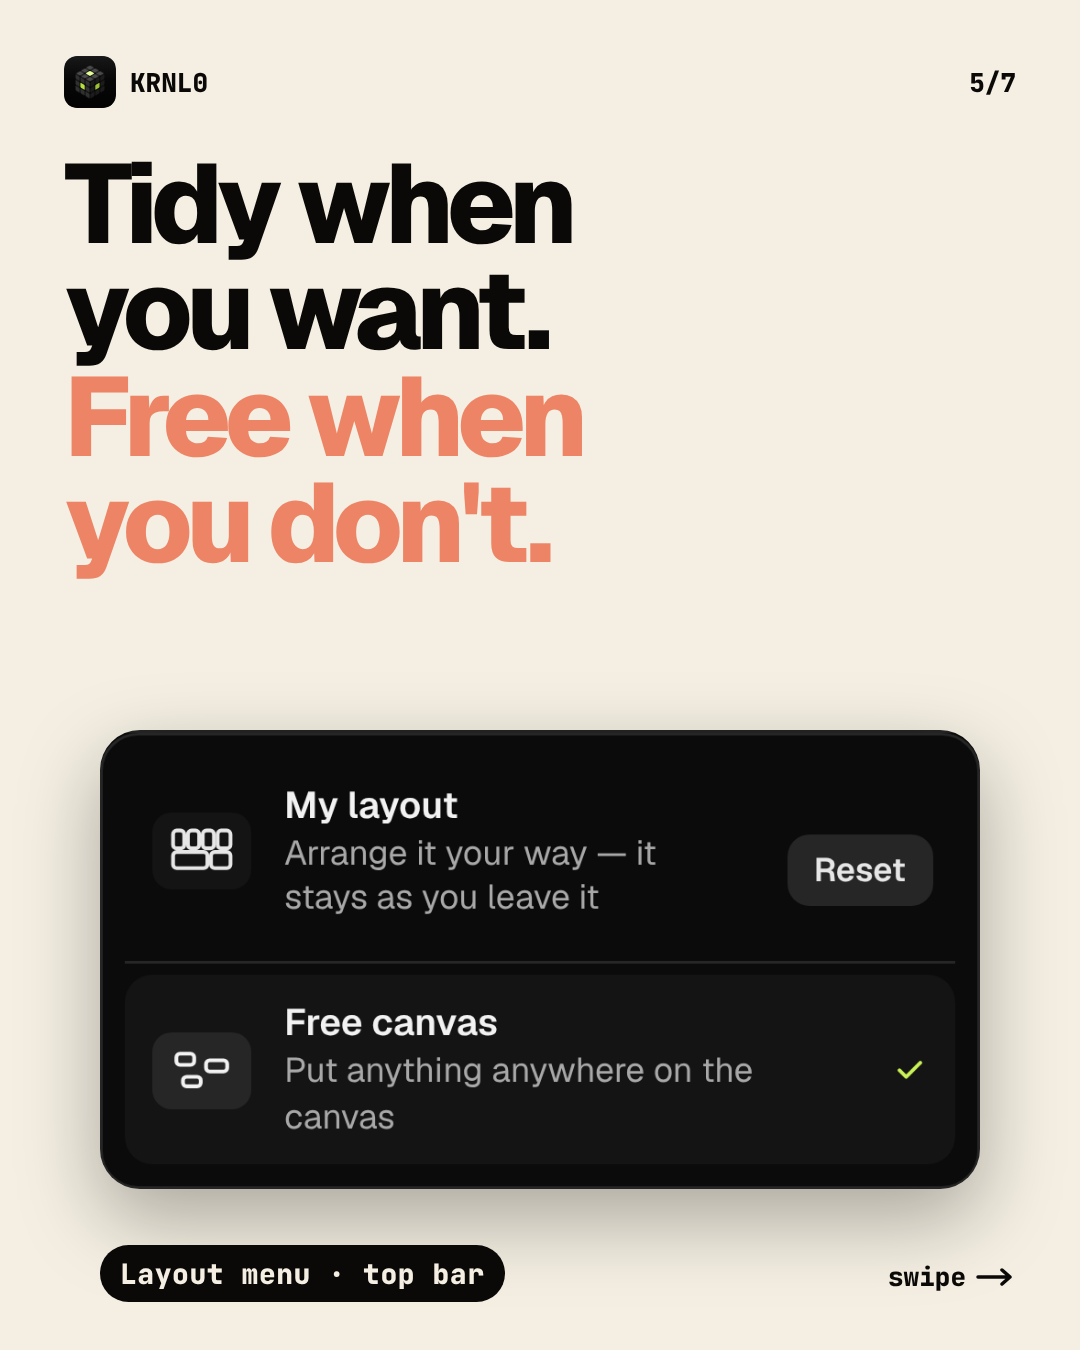 KRNL0
5/7
Tidy when
you want.
Free when
you don't.
My layout
Arrange it your way — it
stays as you leave it
Reset
Free canvas
Put anything anywhere on the
canvas
Layout menu · top bar
swipe →